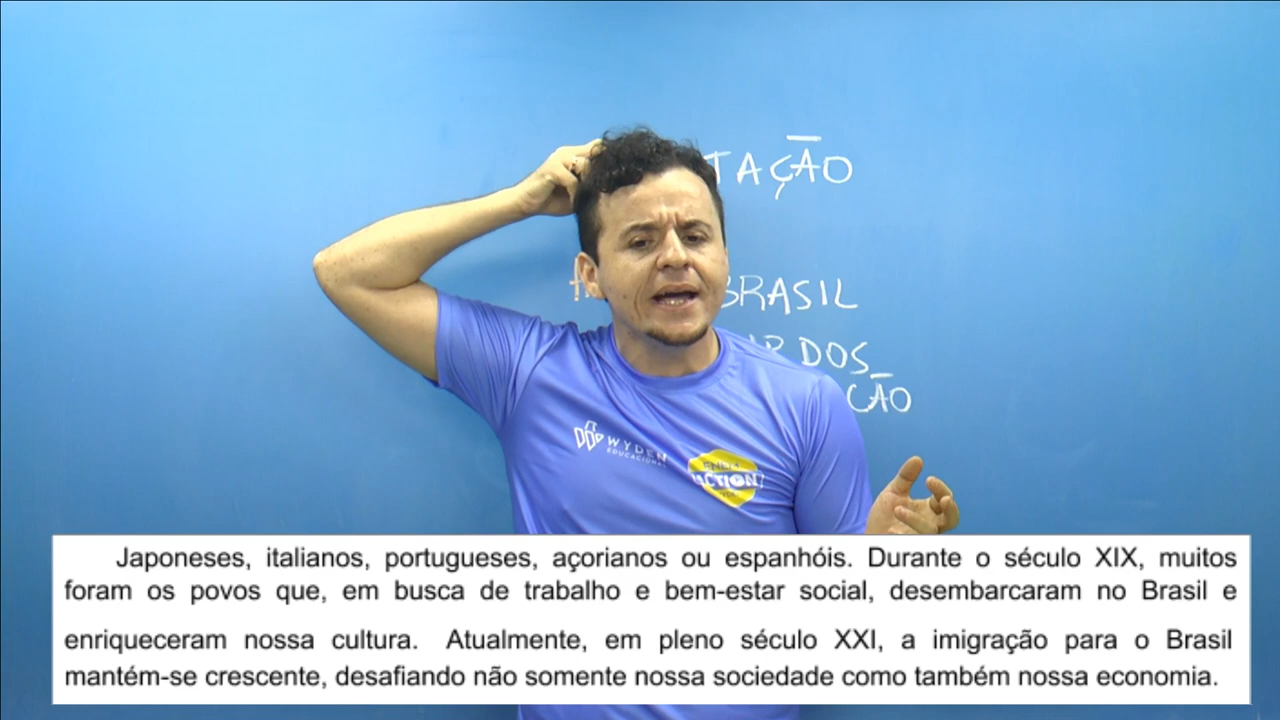 TAÇÃO
BRASIL
DOS
ÇÃO
WYDEN
EDUCACIONAL
ACTION
Japoneses, italianos, portugueses, açorianos ou espanhóis. Durante o século XIX, muitos
foram os povos que, em busca de trabalho e bem-estar social, desembarcaram no Brasil e
enriqueceram nossa cultura. Atualmente, em pleno século XXI, a imigração para o Brasil
mantém-se crescente, desafiando não somente nossa sociedade como também nossa economia.